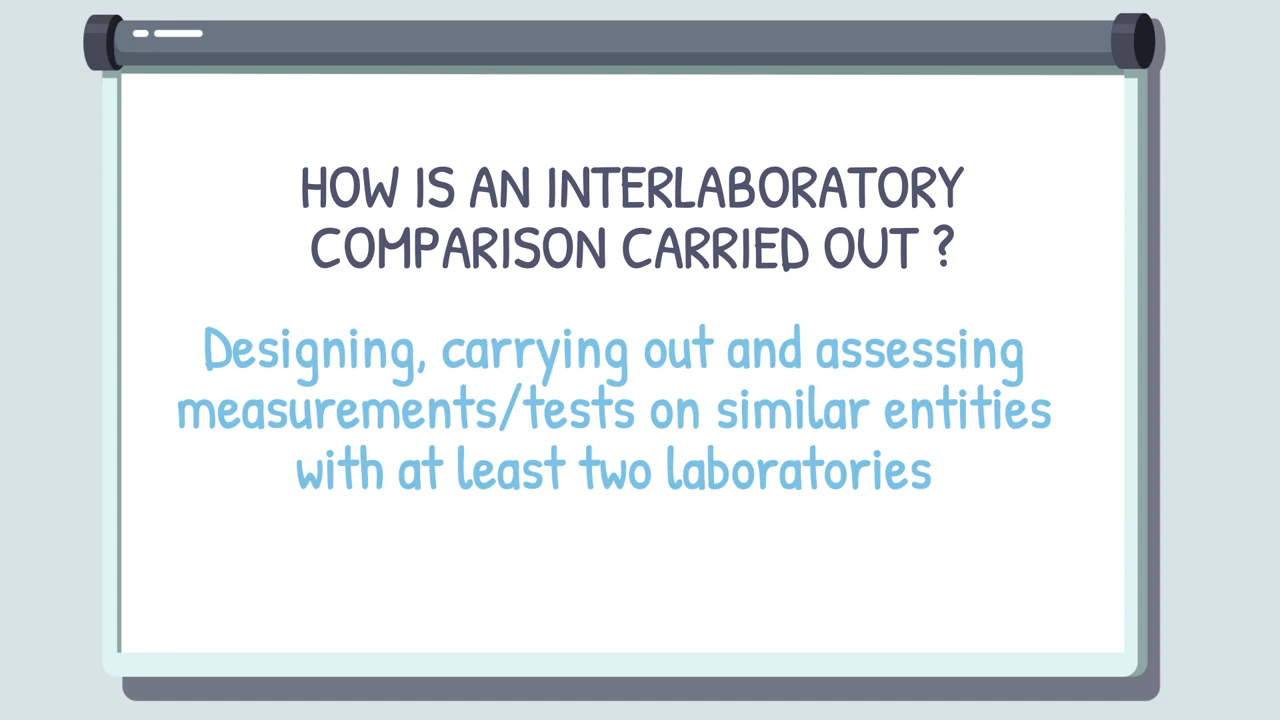 HOW IS AN INTERLABORATORY
COMPARISON CARRIED OUT ?
Designing, carrying out and assessing
measurements/tests on similar entities
with at least two laboratories